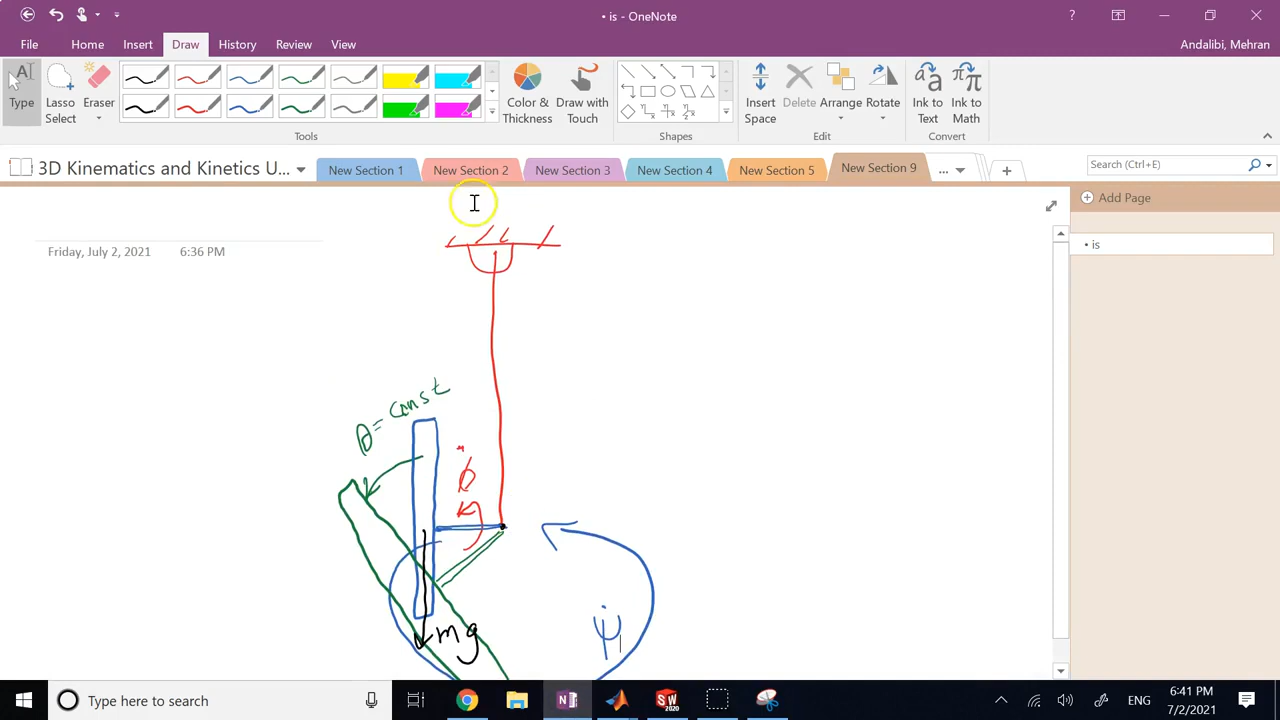 • is - OneNote
Andalibi, Mehran
File Home Insert Draw History Review View
Type
Lasso Select
Eraser
Color & Thickness
Draw with Touch
Insert Space
Delete
Arrange
Rotate
Ink to Text
Ink to Math
Tools
Shapes
Edit
Convert
3D Kinematics and Kinetics U...
New Section 1
New Section 2
New Section 3
New Section 4
New Section 5
New Section 9
...
Search (Ctrl+E)
Add Page
• is
Friday, July 2, 2021 6:36 PM
θ = const
ϕ̇
ψ̇
mg
Type here to search
ENG
6:41 PM
7/2/2021